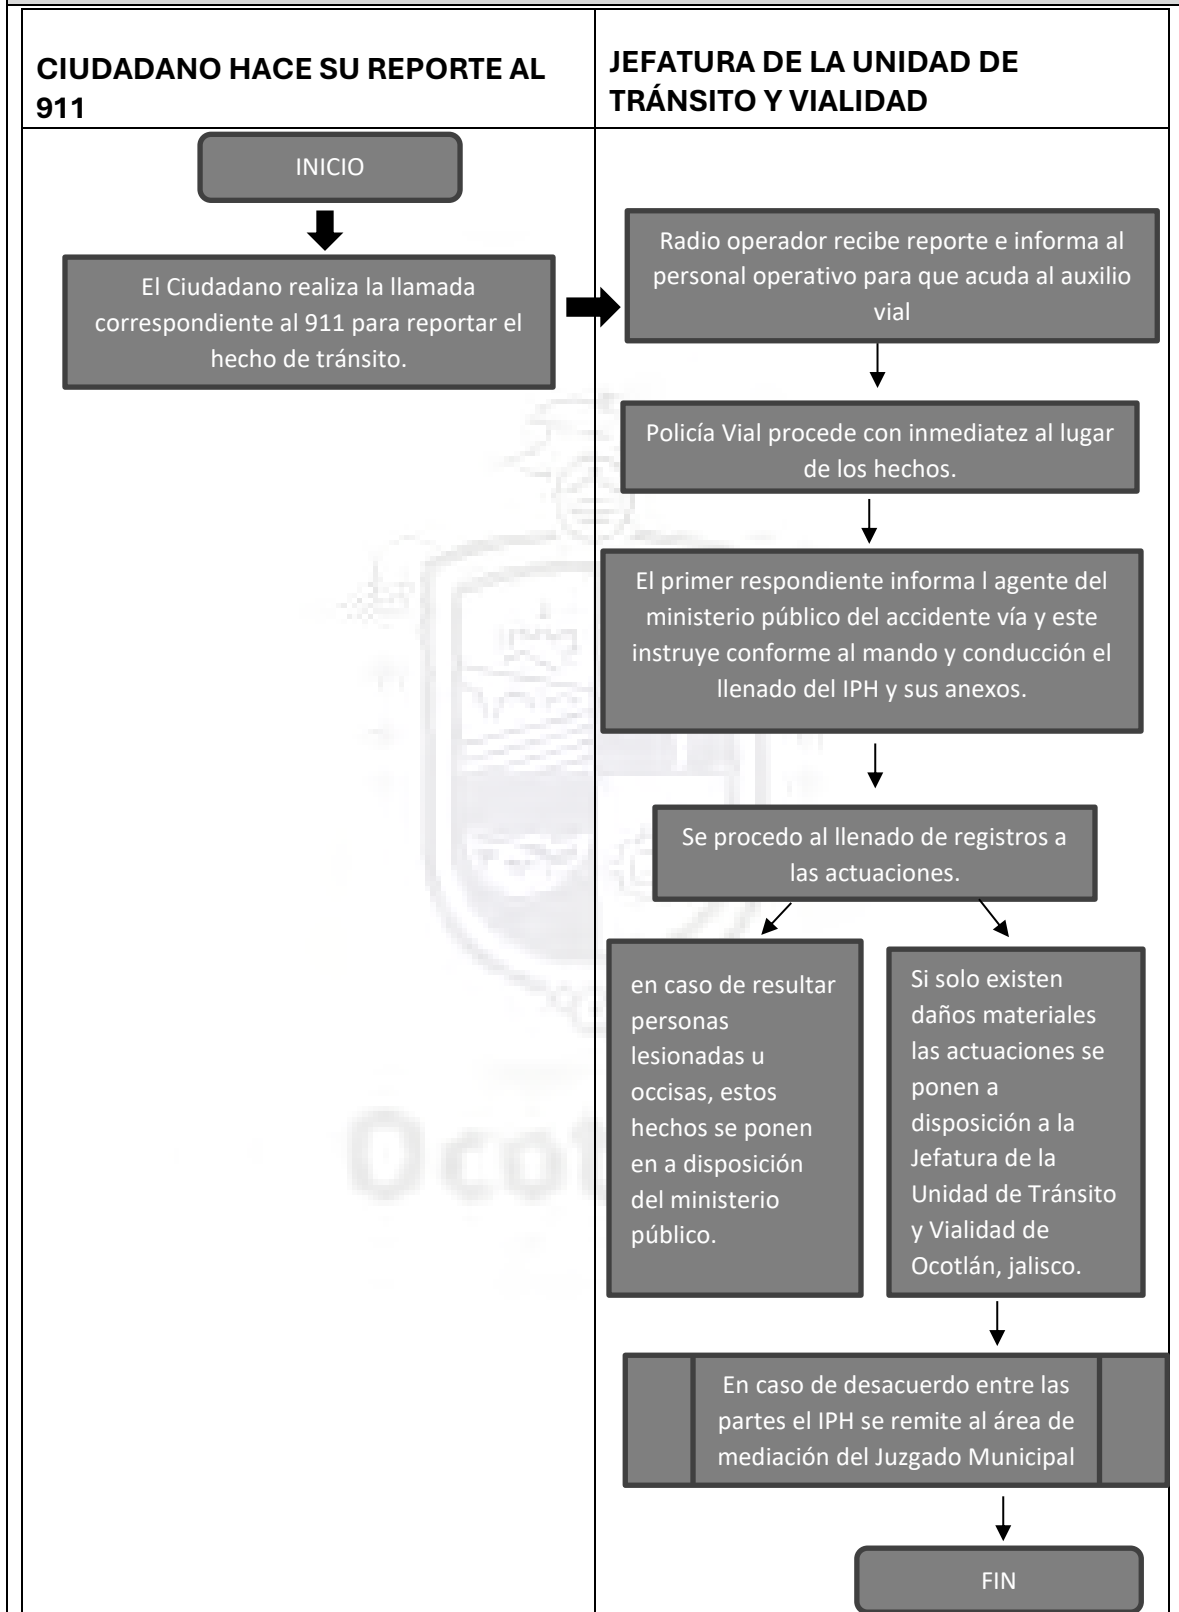 CIUDADANO HACE SU REPORTE AL
911
JEFATURA DE LA UNIDAD DE
TRÁNSITO Y VIALIDAD
INICIO
El Ciudadano realiza la llamada
correspondiente al 911 para reportar el
hecho de tránsito.
Radio operador recibe reporte e informa al
personal operativo para que acuda al auxilio
vial
Policía Vial procede con inmediatez al lugar
de los hechos.
El primer respondiente informa l agente del
ministerio público del accidente vía y este
instruye conforme al mando y conducción el
llenado del IPH y sus anexos.
Se procedo al llenado de registros a
las actuaciones.
en caso de resultar
personas
lesionadas u
occisas, estos
hechos se ponen
en a disposición
del ministerio
público.
Si solo existen
daños materiales
las actuaciones se
ponen a
disposición a la
Jefatura de la
Unidad de Tránsito
y Vialidad de
Ocotlán, jalisco.
En caso de desacuerdo entre las
partes el IPH se remite al área de
mediación del Juzgado Municipal
FIN
Ocot